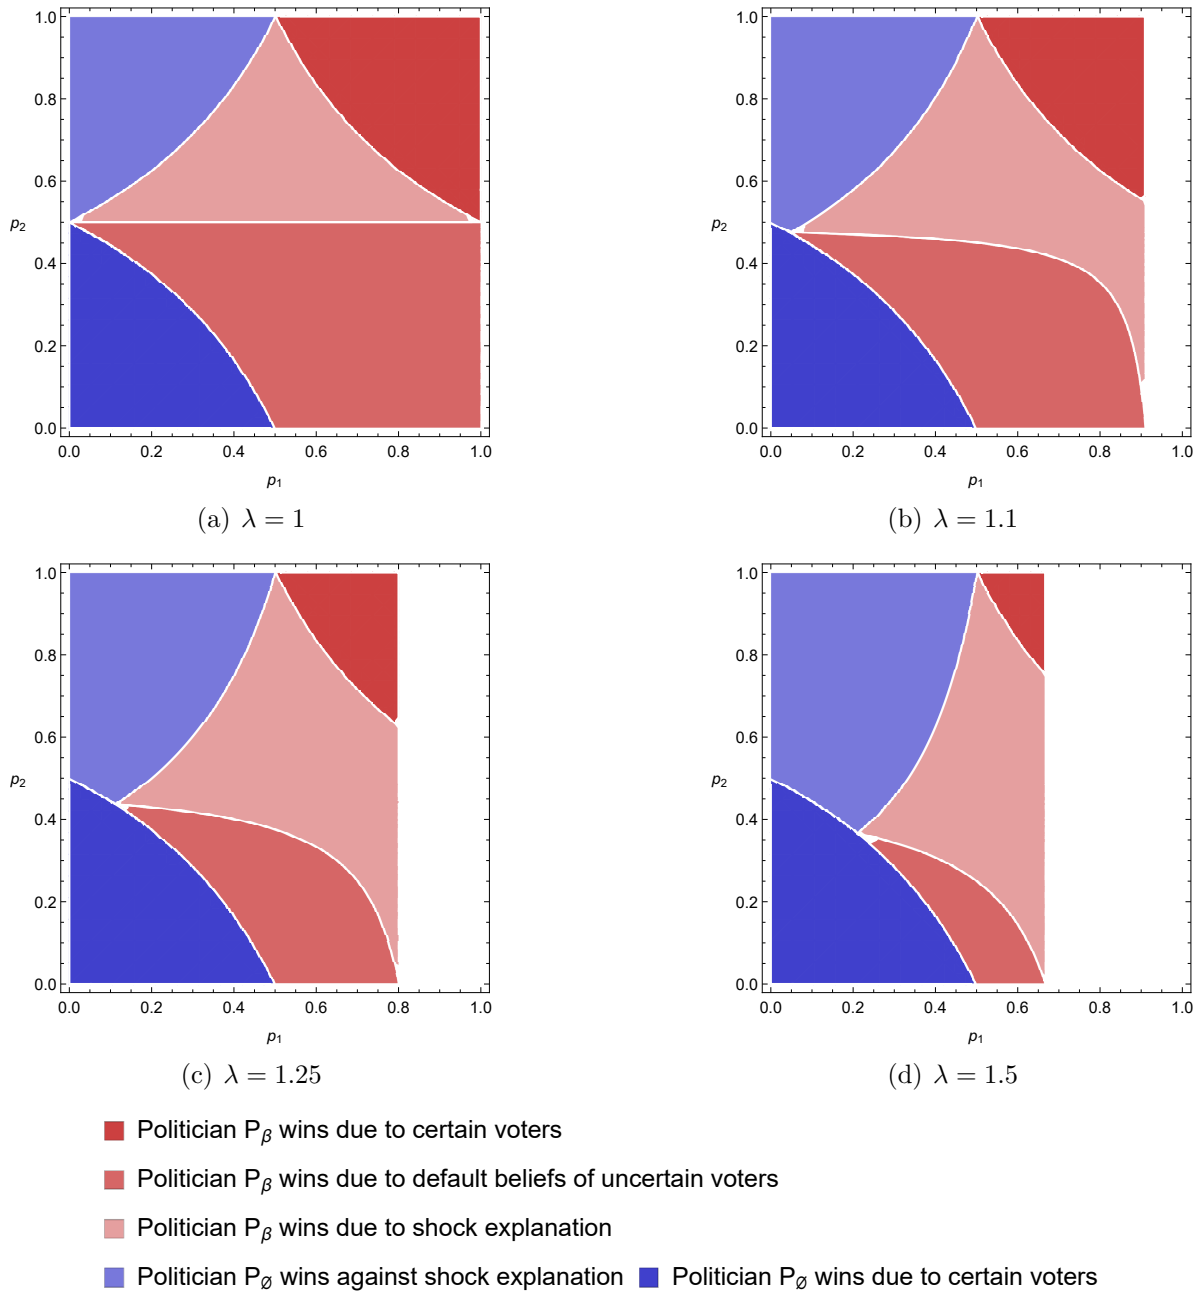 1.0 1.0
0.8 0.8
0.6 0.6
p2 p2
0.4 0.4
0.2 0.2
0.0 0.0
0.0 0.2 0.4 0.6 0.8 1.0 0.0 0.2 0.4 0.6 0.8 1.0
p1 p1
(a) λ = 1 (b) λ = 1.1
1.0 1.0
0.8 0.8
0.6 0.6
p2 p2
0.4 0.4
0.2 0.2
0.0 0.0
0.0 0.2 0.4 0.6 0.8 1.0 0.0 0.2 0.4 0.6 0.8 1.0
p1 p1
(c) λ = 1.25 (d) λ = 1.5
Politician Pβ wins due to certain voters
Politician Pβ wins due to default beliefs of uncertain voters
Politician Pβ wins due to shock explanation
Politician P∅ wins against shock explanation Politician P∅ wins due to certain voters